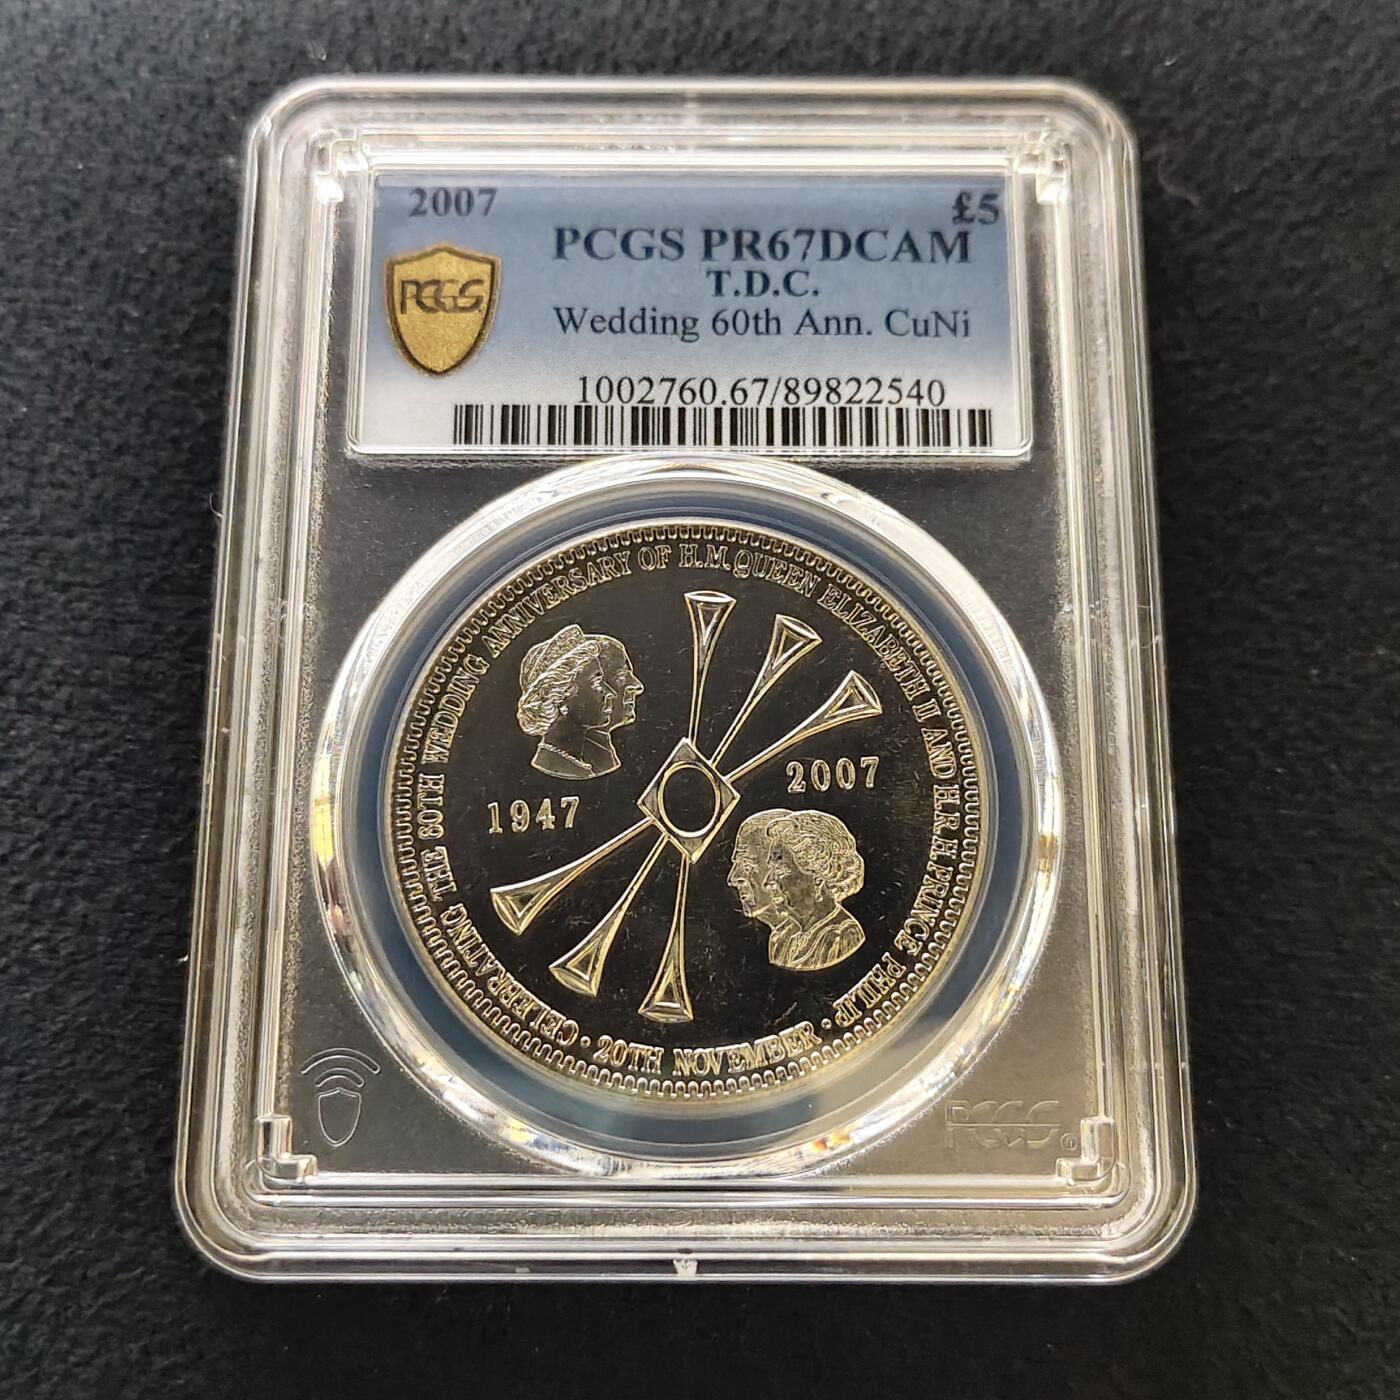 2007 £5
PCGS PR67DCAM
PCGS T.D.C.
Wedding 60th Ann. CuNi
1002760.67/89822540
CELEBRATING THE 60TH WEDDING ANNIVERSARY OF H.M. QUEEN ELIZABETH II AND H.R.H. PRINCE PHILIP
1947 2007
· 20TH NOVEMBER ·
PCGS